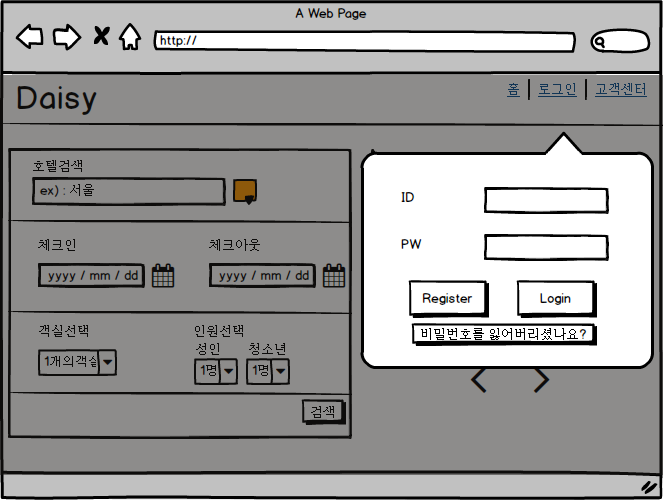 A Web Page
http://
Daisy
홈 로그인 고객센터
호텔검색
ex) : 서울
체크인 체크아웃
yyyy / mm / dd yyyy / mm / dd
객실선택 인원선택
성인 청소년
1개의객실 1명 1명
검색
ID
PW
Register Login
비밀번호를 잃어버리셨나요?